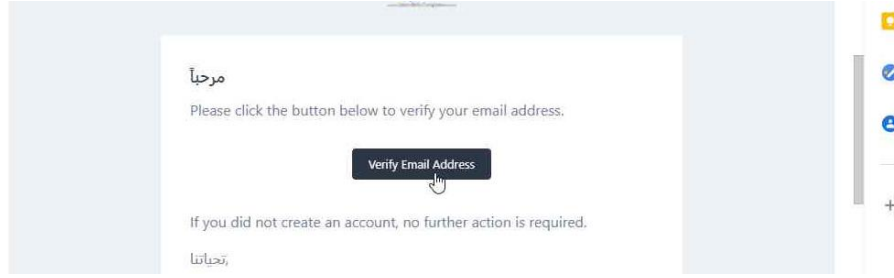 مرحباً
Please click the button below to verify your email address.
Verify Email Address
If you did not create an account, no further action is required.
تحياتنا,